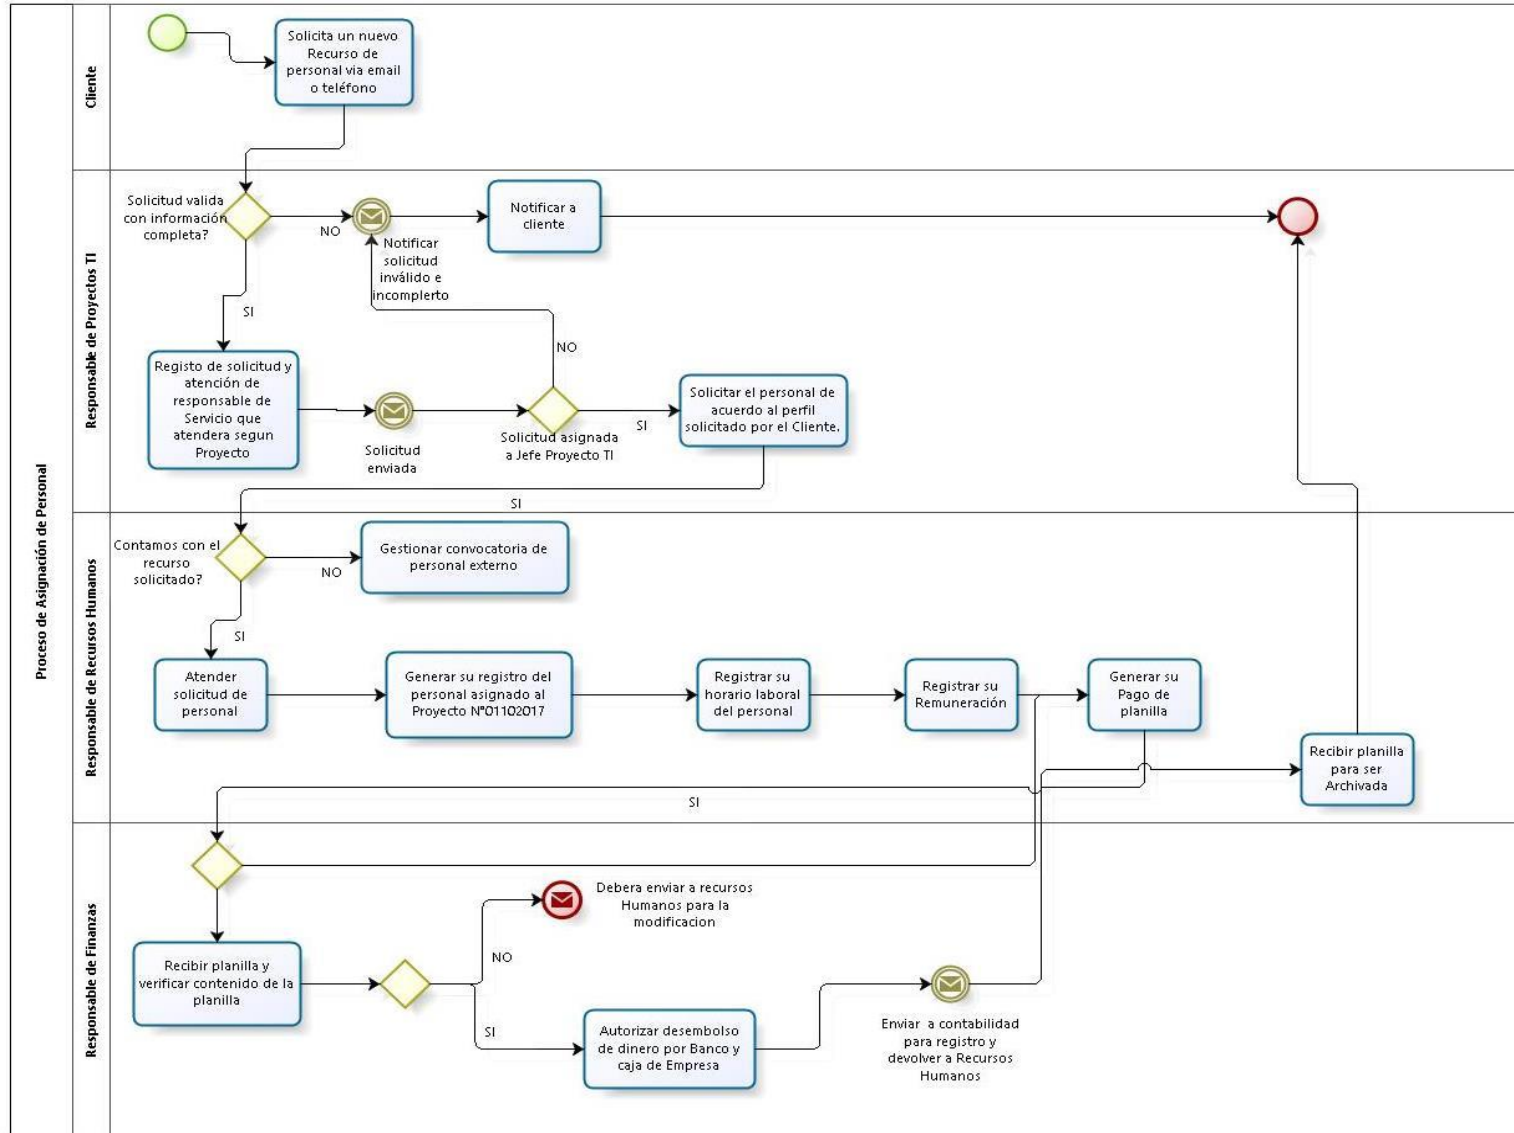 Proceso de Asignación de Personal
Cliente
Solicita un nuevo
Recurso de
personal via email
o teléfono
Responsable de Proyectos TI
Solicitud valida
con información
completa?
NO
Notificar
solicitud
inválido e
incomplerto
Notificar a
cliente
SI
Registo de solicitud y
atención de
responsable de
Servicio que
atendera segun
Proyecto
Solicitud
enviada
NO
Solicitud asignada
a Jefe Proyecto TI
SI
Solicitar el personal de
acuerdo al perfil
solicitado por el Cliente.
SI
Responsable de Recursos Humanos
Contamos con el
recurso
solicitado?
NO
Gestionar convocatoria de
personal externo
SI
Atender
solicitud de
personal
Generar su registro del
personal asignado al
Proyecto N°01102017
Registrar su
horario laboral
del personal
Registrar su
Remuneración
Generar su
Pago de
planilla
Recibir planilla
para ser
Archivada
SI
Responsable de Finanzas
Recibir planilla y
verificar contenido de la
planilla
NO
Debera enviar a recursos
Humanos para la
modificacion
SI
Autorizar desembolso
de dinero por Banco y
caja de Empresa
Enviar a contabilidad
para registro y
devolver a Recursos
Humanos